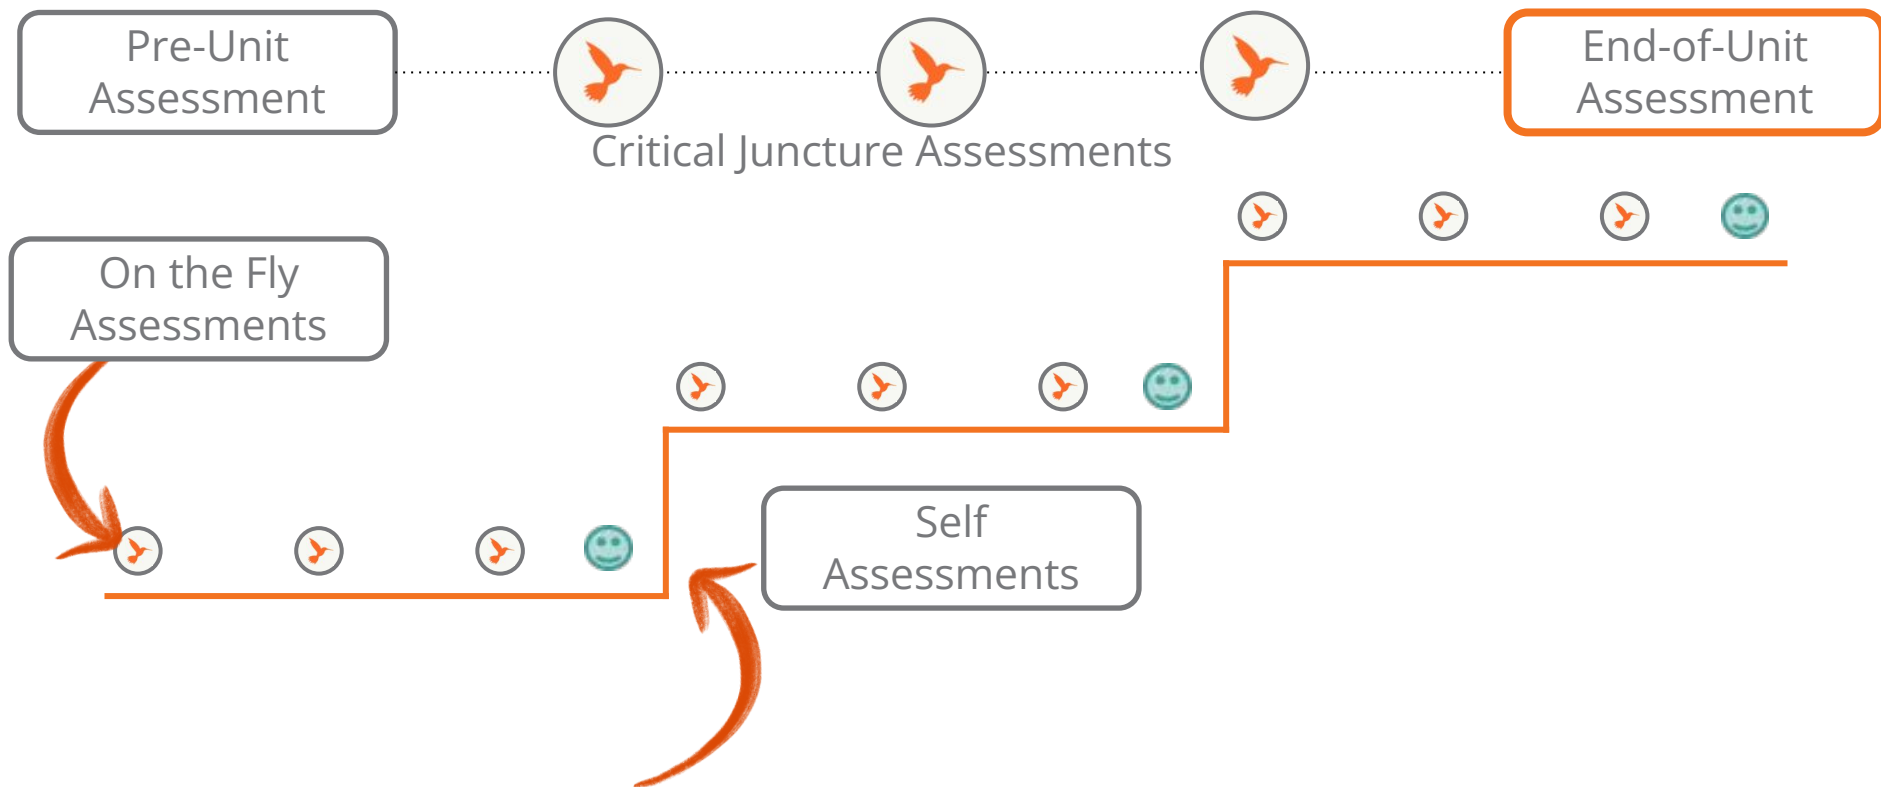 Pre-Unit
Assessment
End-of-Unit
Assessment
Critical Juncture Assessments
On the Fly
Assessments
Self
Assessments